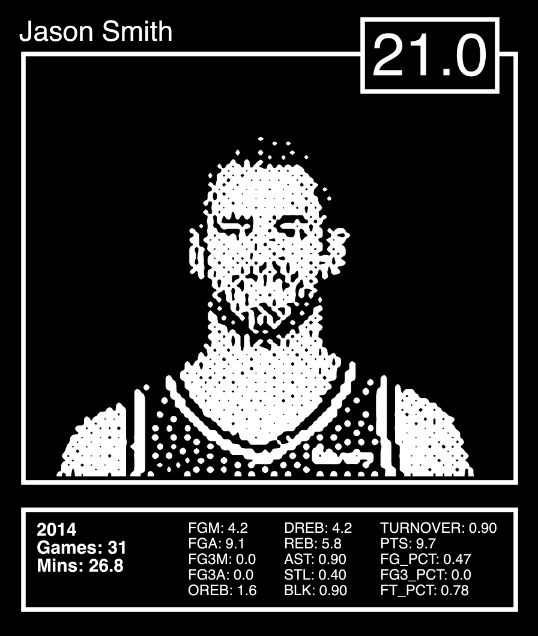 Jason Smith
21.0
2014
Games: 31
Mins: 26.8
FGM: 4.2
FGA: 9.1
FG3M: 0.0
FG3A: 0.0
OREB: 1.6
DREB: 4.2
REB: 5.8
AST: 0.90
STL: 0.40
BLK: 0.90
TURNOVER: 0.90
PTS: 9.7
FG_PCT: 0.47
FG3_PCT: 0.0
FT_PCT: 0.78